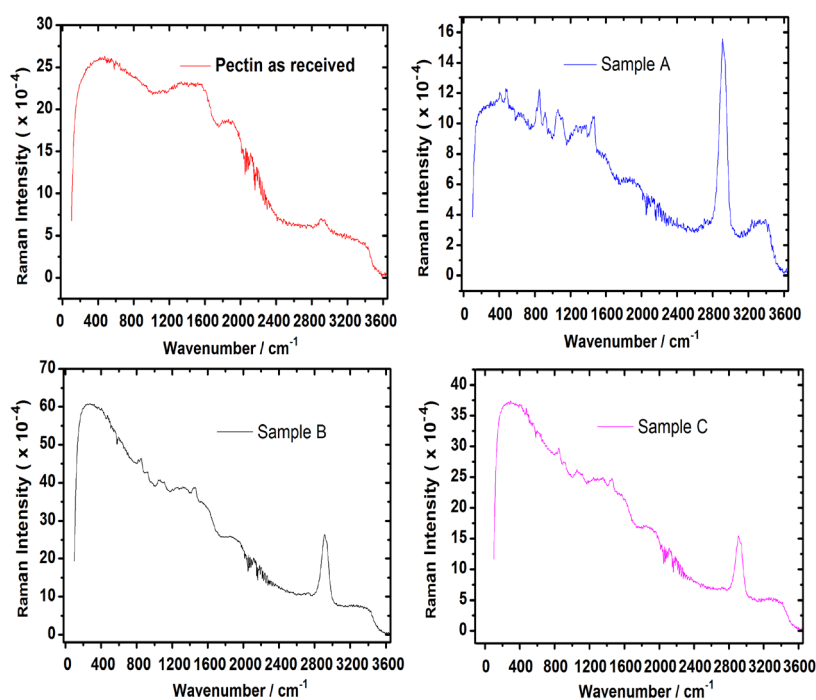 30
25
20
15
10
5
0
Raman Intensity ( x 10⁻⁴)
Pectin as received
0 400 800 1200 1600 2000 2400 2800 3200 3600
Wavenumber / cm⁻¹
16
14
12
10
8
6
4
2
0
Raman Intensity ( x 10⁻⁴)
Sample A
0 400 800 1200 1600 2000 2400 2800 3200 3600
Wavenumber / cm⁻¹
70
60
50
40
30
20
10
0
Raman Intensity ( x 10⁻⁴)
Sample B
0 400 800 1200 1600 2000 2400 2800 3200 3600
Wavenumber / cm⁻¹
40
35
30
25
20
15
10
5
0
Raman Intensity ( x 10⁻⁴)
Sample C
0 400 800 1200 1600 2000 2400 2800 3200 3600
Wavenumber / cm⁻¹